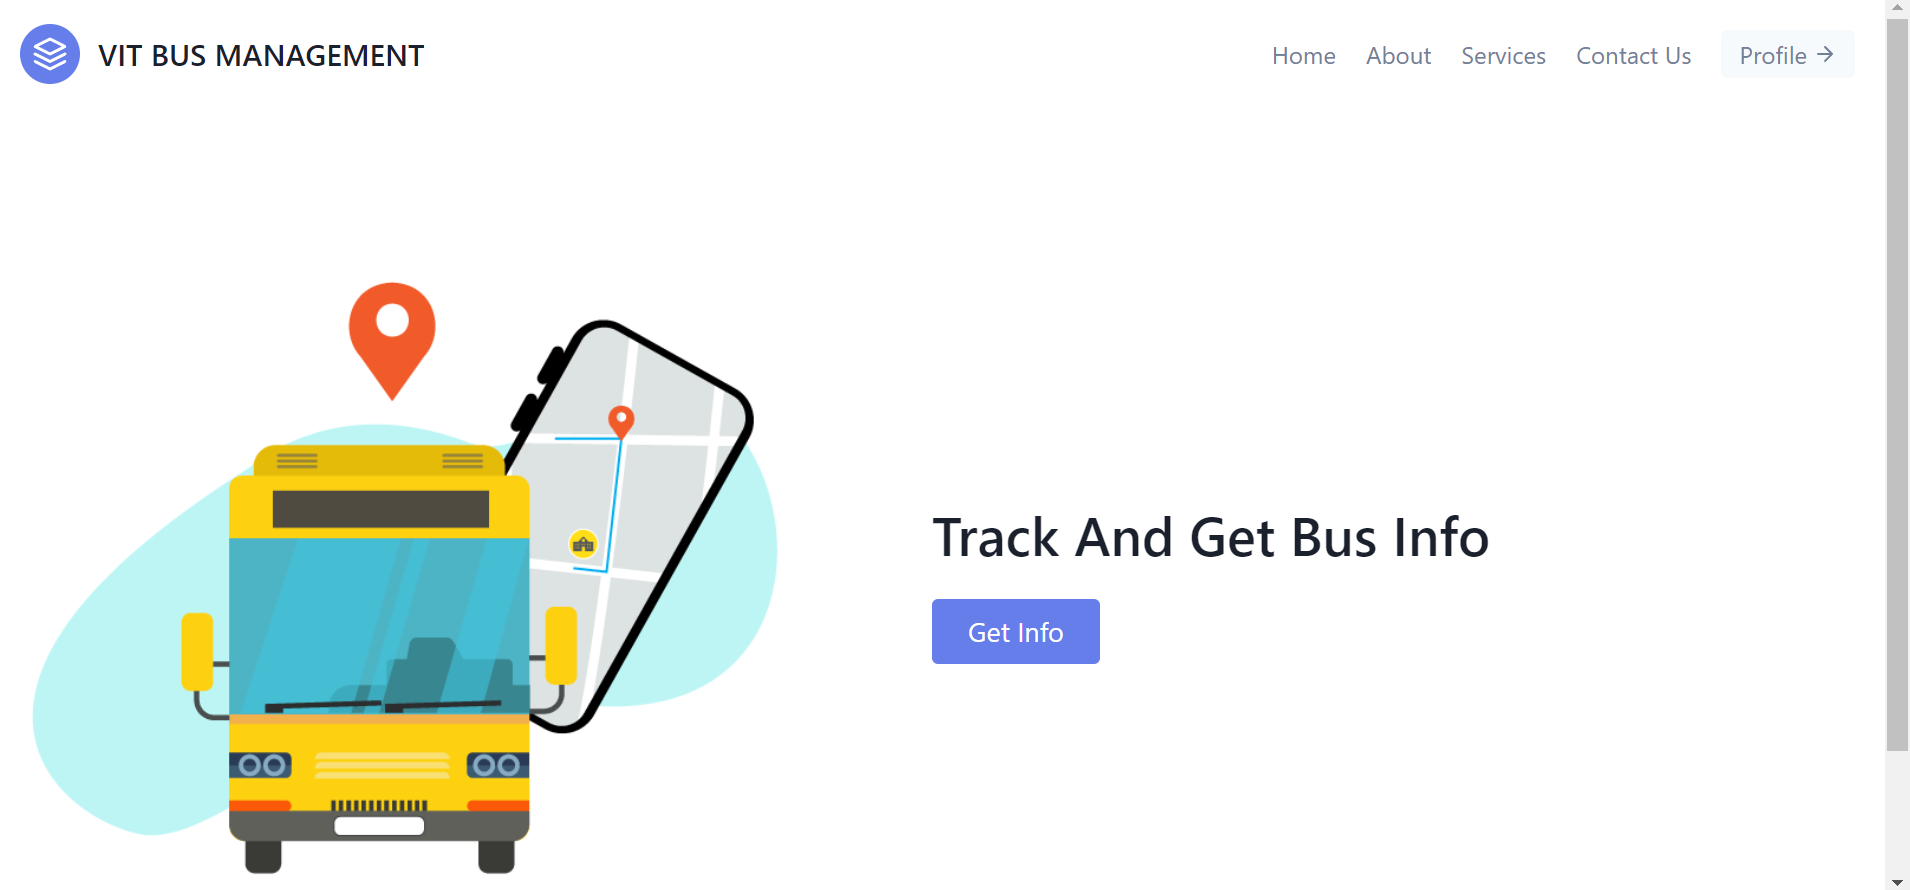 VIT BUS MANAGEMENT
Home About Services Contact Us Profile →
Track And Get Bus Info
Get Info